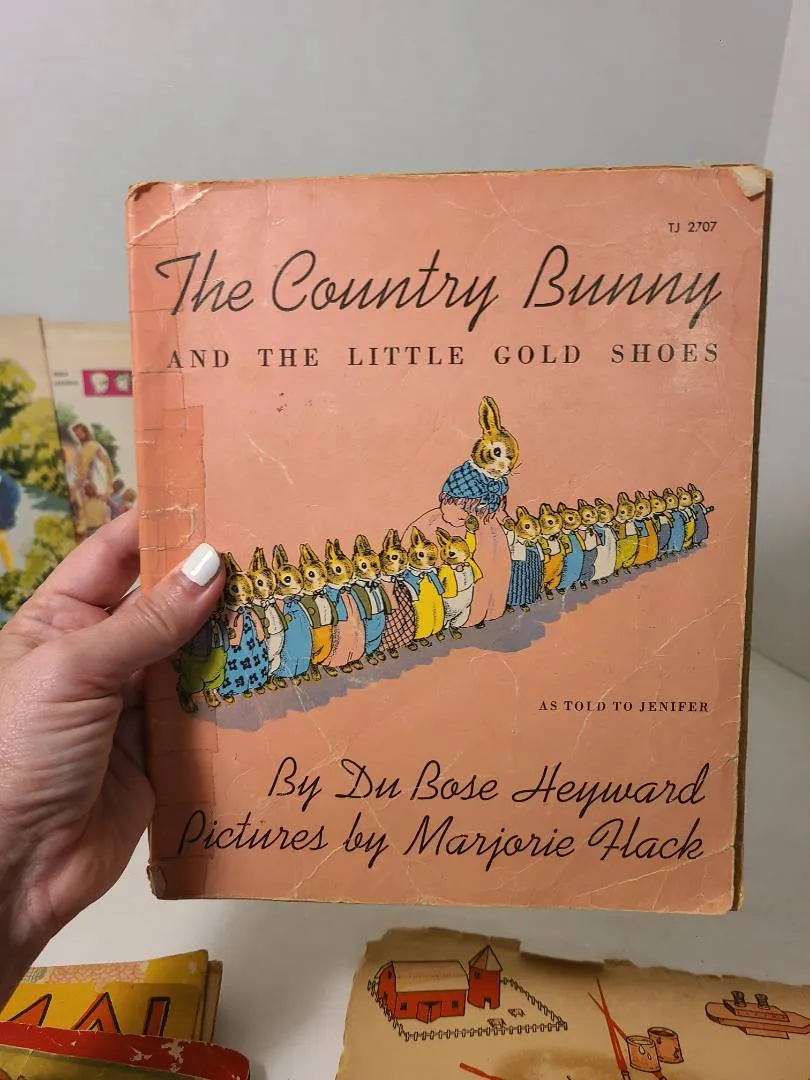 TJ 2707
The Country Bunny
AND THE LITTLE GOLD SHOES
AS TOLD TO JENIFER
By Du Bose Heyward
Pictures by Marjorie Flack